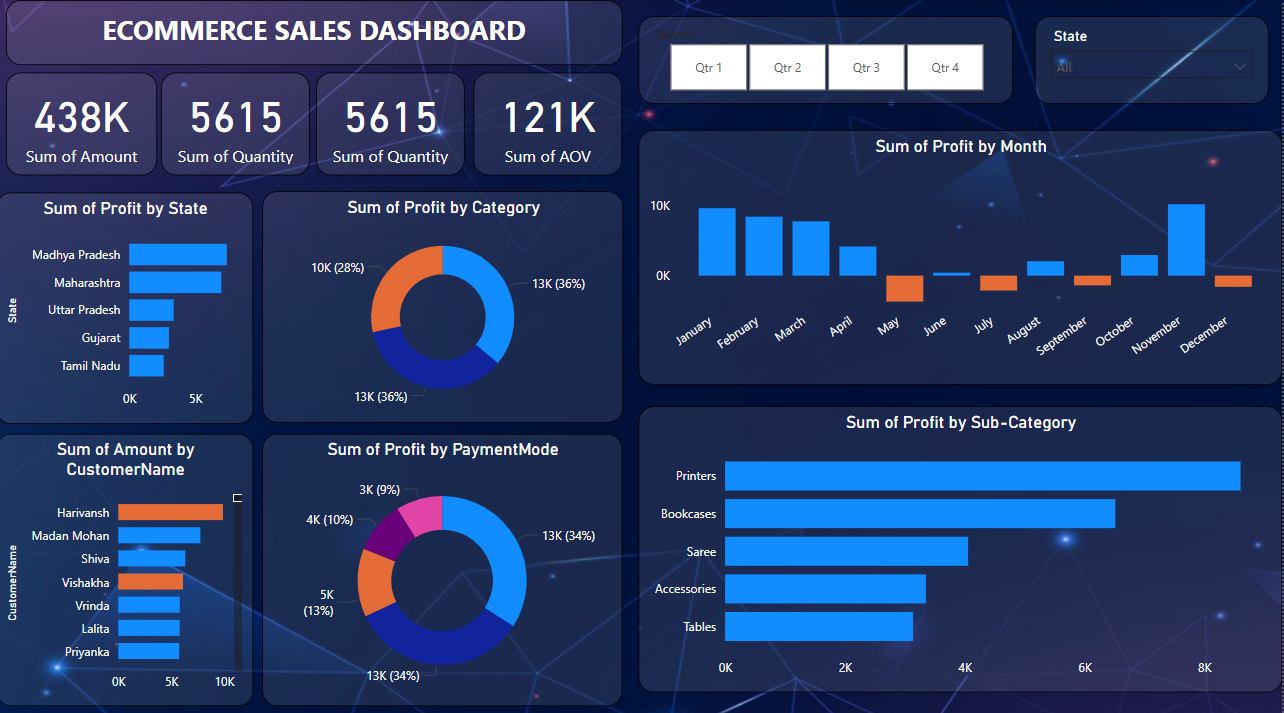 ECOMMERCE SALES DASHBOARD
438K
Sum of Amount
5615
Sum of Quantity
5615
Sum of Quantity
121K
Sum of AOV
Quarter
Qtr 1
Qtr 2
Qtr 3
Qtr 4
State
All
Sum of Profit by State
State
Madhya Pradesh
Maharashtra
Uttar Pradesh
Gujarat
Tamil Nadu
0K
5K
Sum of Profit by Category
10K (28%)
13K (36%)
13K (36%)
Sum of Profit by Month
10K
0K
January
February
March
April
May
June
July
August
September
October
November
December
Sum of Amount by
CustomerName
CustomerName
Harivansh
Madan Mohan
Shiva
Vishakha
Vrinda
Lalita
Priyanka
0K
5K
10K
Sum of Profit by PaymentMode
3K (9%)
4K (10%)
5K
(13%)
13K (34%)
13K (34%)
Sum of Profit by Sub-Category
Printers
Bookcases
Saree
Accessories
Tables
0K
2K
4K
6K
8K